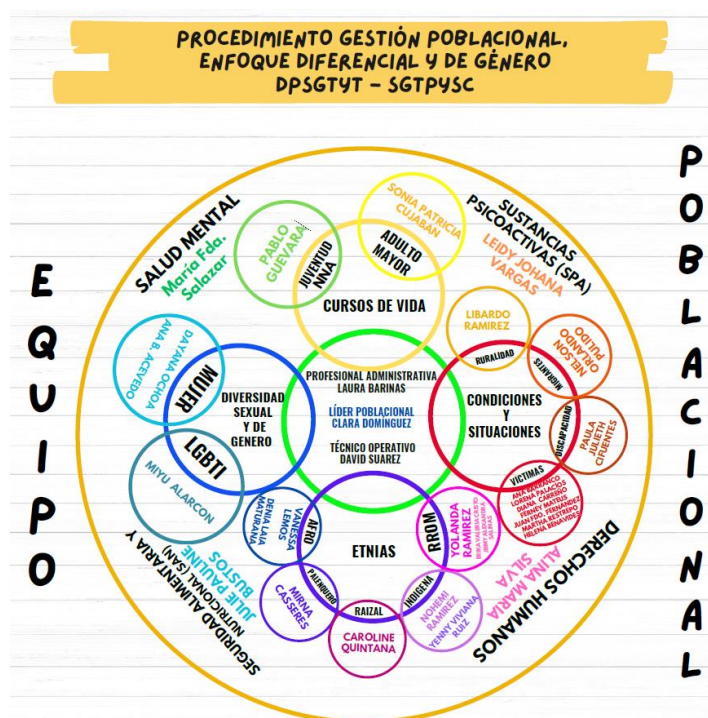 PROCEDIMIENTO GESTIÓN POBLACIONAL,
ENFOQUE DIFERENCIAL Y DE GÉNERO
DPSGTYT - SGTPYSC
EQUIPO
POBLACIONAL
SALUD MENTAL
María Fda.
Salazar
PABLO
GUEVARA
JUVENTUD
NNA
SONIA PATRICIA
CUJABAN
ADULTO
MAYOR
SUSTANCIAS
PSICOACTIVAS (SPA)
LEIDY JOHANA
VARGAS
CURSOS DE VIDA
LIBARDO
RAMIREZ
RURALIDAD
NELSON
ORLANDO
PULIDO
MIGRANTES
DAYANA OCHOA
ANA B. ACEVEDO
MUJER
DIVERSIDAD
SEXUAL
Y DE
GENERO
LGBTI
MIYU ALARCON
PROFESIONAL ADMINISTRATIVA
LAURA BARINAS
LÍDER POBLACIONAL
CLARA DOMINGUEZ
TÉCNICO OPERATIVO
DAVID SUAREZ
CONDICIONES
Y
SITUACIONES
DISCAPACIDAD
PAULA
JULIETH
CIFUENTES
VÍCTIMAS
ANA BARRANCO
LORENA PALACIOS
DIANA CARREÑO
FERNEY MATEUS
JUAN FDO. FERNÁNDEZ
MARTHA RESTREPO
HELENA BENAVIDES
AFRO
VANESSA
LEMOS
DENIA LAIA
MATURANA
ETNIAS
RROM
YOLANDA
RAMIREZ
PALENQUERO
MIRNA
CASSERES
RAIZAL
CAROLINE
QUINTANA
INDIGENA
NOHEMI
RAMIREZ
YENNY VIVIANA
RUIZ
SEGURIDAD ALIMENTARIA Y
NUTRICIONAL (SAN)
JULIE PAULINE
BUSTOS
DERECHOS HUMANOS
ALINA MARIA
SILVA